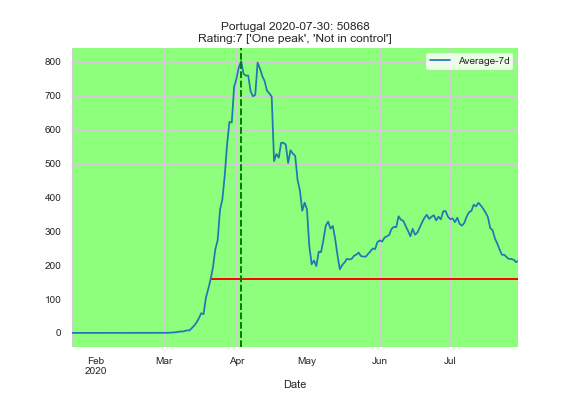 Portugal 2020-07-30: 50868
Rating:7 ['One peak', 'Not in control']
Average-7d
800
700
600
500
400
300
200
100
0
Feb
2020
Mar
Apr
May
Jun
Jul
Date